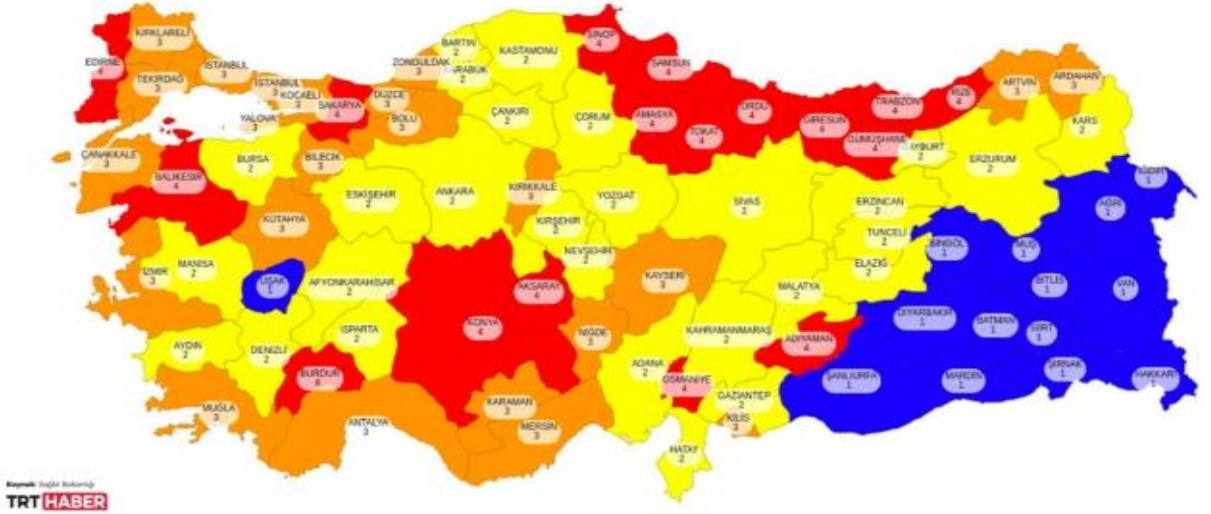 KIRKLARELİ
3
EDİRNE
4
TEKİRDAĞ
3
İSTANBUL
3
İSTANBUL
3
KOCAELİ
3
YALOVA
3
SAKARYA
4
DÜZCE
3
ZONGULDAK
3
BOLU
3
BARTIN
2
KARABÜK
2
KASTAMONU
2
SİNOP
4
SAMSUN
4
ÇANKIRI
2
ÇORUM
2
AMASYA
4
TOKAT
4
ORDU
4
GİRESUN
4
TRABZON
4
RİZE
4
GÜMÜŞHANE
4
BAYBURT
2
ARTVİN
3
ARDAHAN
3
KARS
2
ERZURUM
2
IĞDIR
1
AĞRI
1
ÇANAKKALE
3
BALIKESİR
4
BURSA
2
BİLECİK
3
KÜTAHYA
3
ESKİŞEHİR
2
ANKARA
2
KIRIKKALE
3
KIRŞEHİR
2
YOZGAT
2
SİVAS
2
ERZİNCAN
2
TUNCELİ
2
ELAZIĞ
2
BİNGÖL
1
MUŞ
1
BİTLİS
1
VAN
1
İZMİR
3
MANİSA
2
UŞAK
1
AFYONKARAHİSAR
2
KONYA
4
AKSARAY
4
NEVŞEHİR
2
KAYSERİ
3
NİĞDE
3
MALATYA
2
KAHRAMANMARAŞ
2
ADIYAMAN
4
DİYARBAKIR
1
BATMAN
1
SİİRT
1
ŞIRNAK
1
HAKKARİ
1
MARDİN
1
ŞANLIURFA
1
AYDIN
2
DENİZLİ
2
ISPARTA
2
BURDUR
4
MUĞLA
3
ANTALYA
3
KARAMAN
3
MERSİN
3
ADANA
2
OSMANİYE
4
GAZİANTEP
2
KİLİS
3
HATAY
2
Kaynak: Sağlık Bakanlığı
TRT HABER